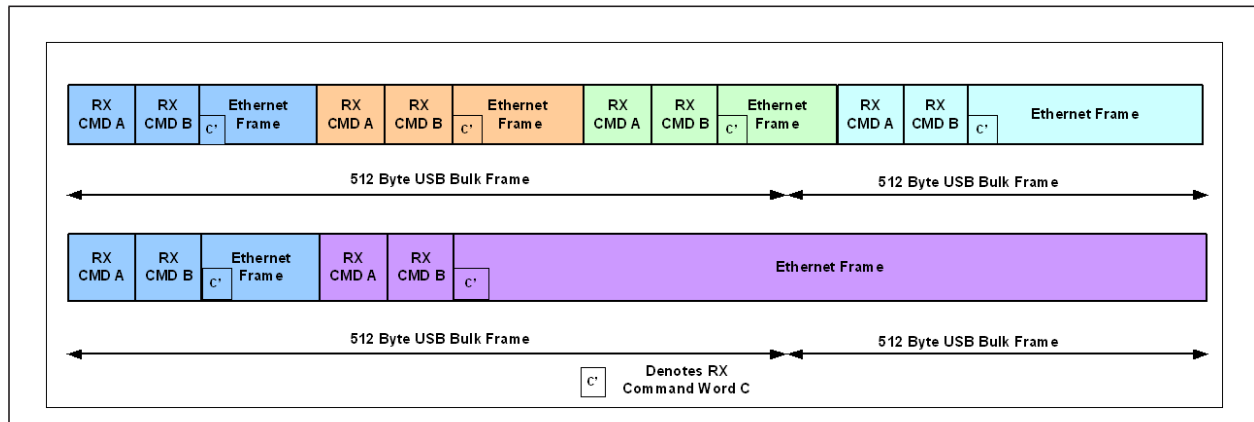 RX CMD A RX CMD B C' Ethernet Frame RX CMD A RX CMD B C' Ethernet Frame RX CMD A RX CMD B C' Ethernet Frame RX CMD A RX CMD B C' Ethernet Frame
512 Byte USB Bulk Frame 512 Byte USB Bulk Frame
RX CMD A RX CMD B C' Ethernet Frame RX CMD A RX CMD B C' Ethernet Frame
512 Byte USB Bulk Frame 512 Byte USB Bulk Frame
C' Denotes RX
Command Word C